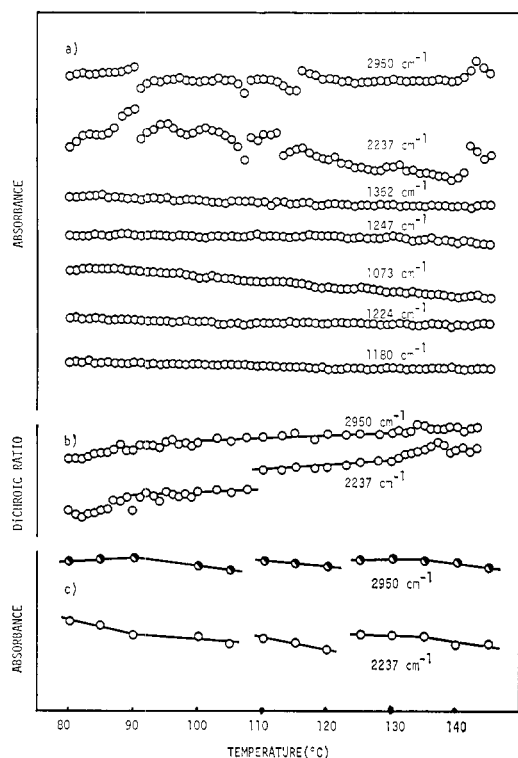 a)
2950 cm-1
2237 cm-1
1362 cm-1
1247 cm-1
1073 cm-1
1224 cm-1
1180 cm-1
ABSORBANCE
b)
2950 cm-1
2237 cm-1
DICHROIC RATIO
c)
2950 cm-1
2237 cm-1
ABSORBANCE
80 90 100 110 120 130 140
TEMPERATURE(°C)